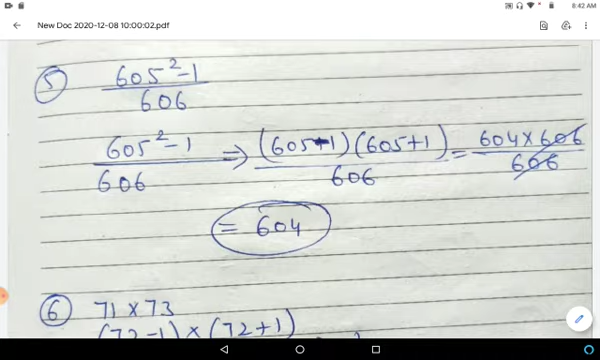 8:42 AM
New Doc 2020-12-08 10:00:02.pdf
5 605²-1
606
605²-1 → (605-1)(605+1) = 604×606
606 606 606
= 604
6 71 × 73
(72-1) × (72+1)